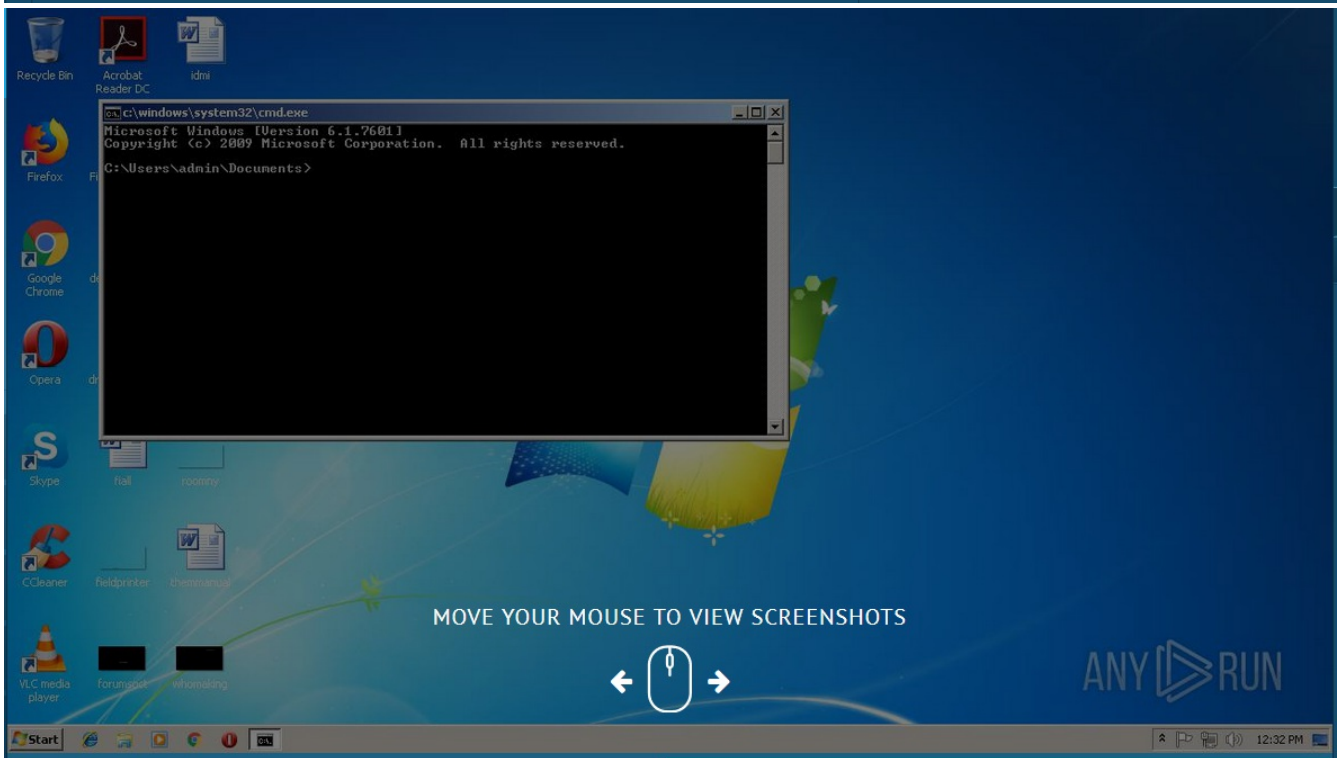 Recycle Bin
Acrobat
Reader DC
idmi
c:\windows\system32\cmd.exe
Microsoft Windows [Version 6.1.7601]
Copyright (c) 2009 Microsoft Corporation.  All rights reserved.
C:\Users\admin\Documents>
Firefox
Google
Chrome
Opera
Skype
roomny
CCleaner
fieldprinter
themmanual
MOVE YOUR MOUSE TO VIEW SCREENSHOTS
VLC media
player
whomaking
ANY RUN
Start
12:32 PM